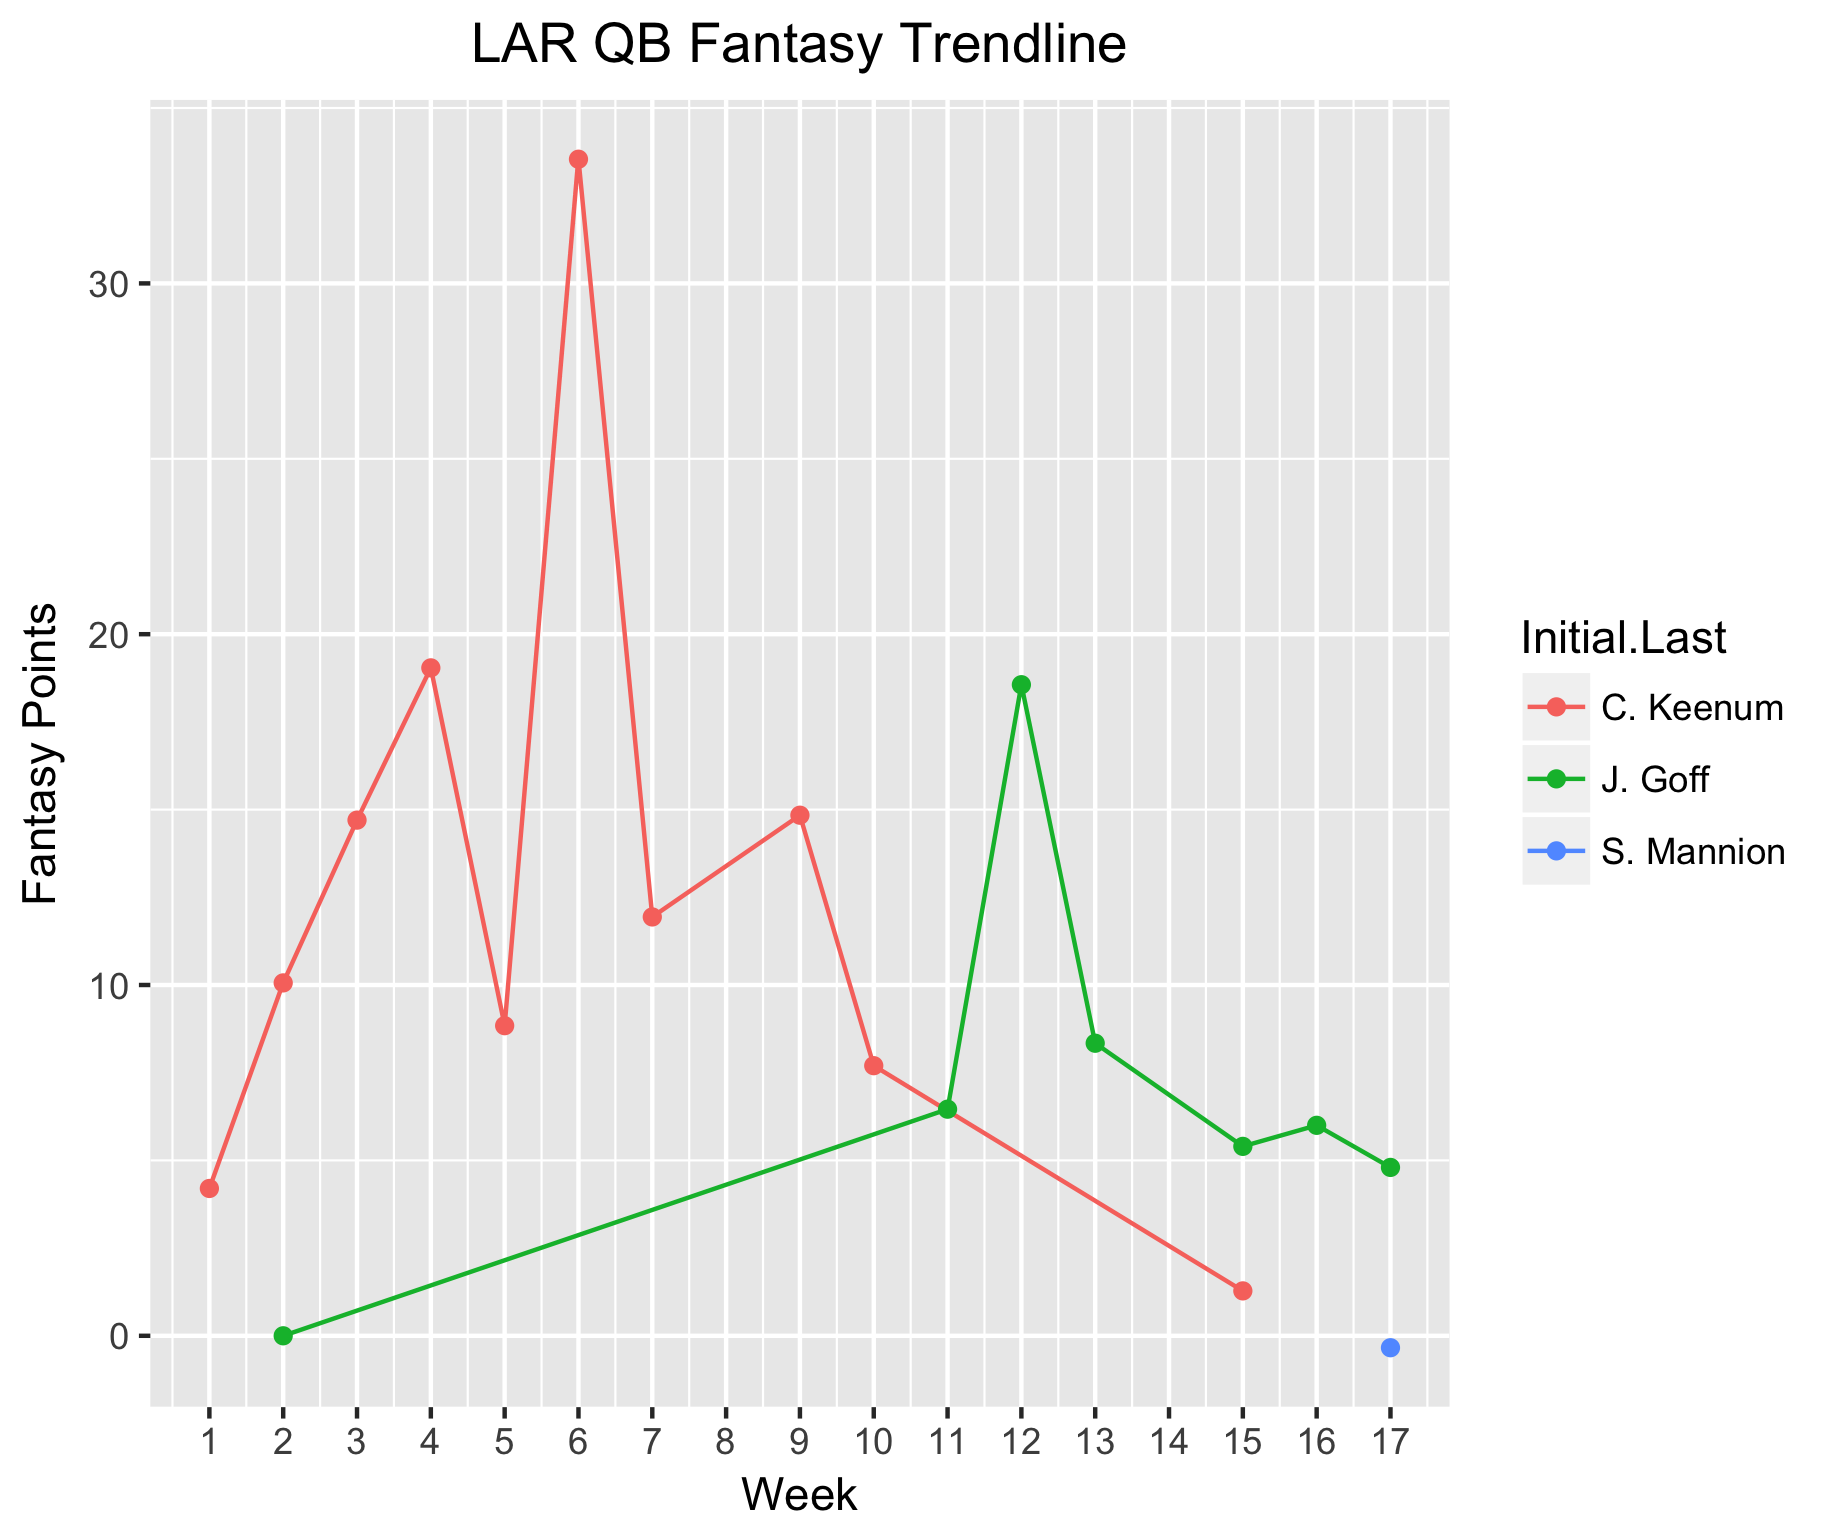 LAR QB Fantasy Trendline
Fantasy Points
30
20
10
0
1 2 3 4 5 6 7 8 9 10 11 12 13 14 15 16 17
Week
Initial.Last
C. Keenum
J. Goff
S. Mannion